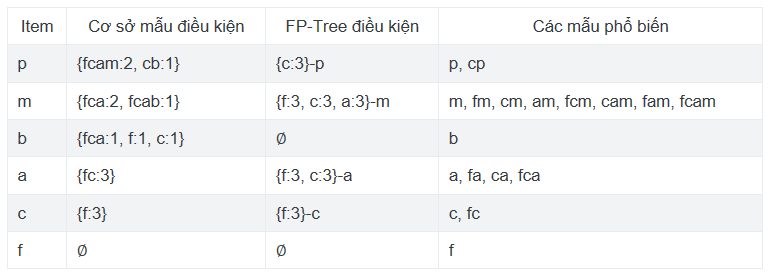 Item Cơ sở mẫu điều kiện FP-Tree điều kiện Các mẫu phổ biến
p {fcam:2, cb:1} {c:3}-p p, cp
m {fca:2, fcab:1} {f:3, c:3, a:3}-m m, fm, cm, am, fcm, cam, fam, fcam
b {fca:1, f:1, c:1} ∅ b
a {fc:3} {f:3, c:3}-a a, fa, ca, fca
c {f:3} {f:3}-c c, fc
f ∅ ∅ f